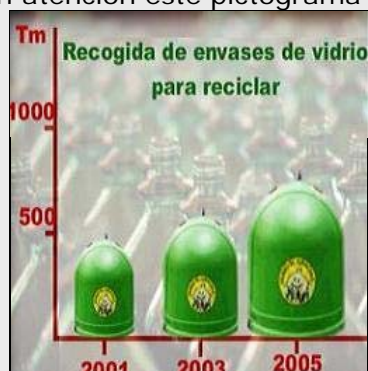 n atención este pictograma
Tm
Recogida de envases de vidrio
para reciclar
1000
500
2001 2003 2005